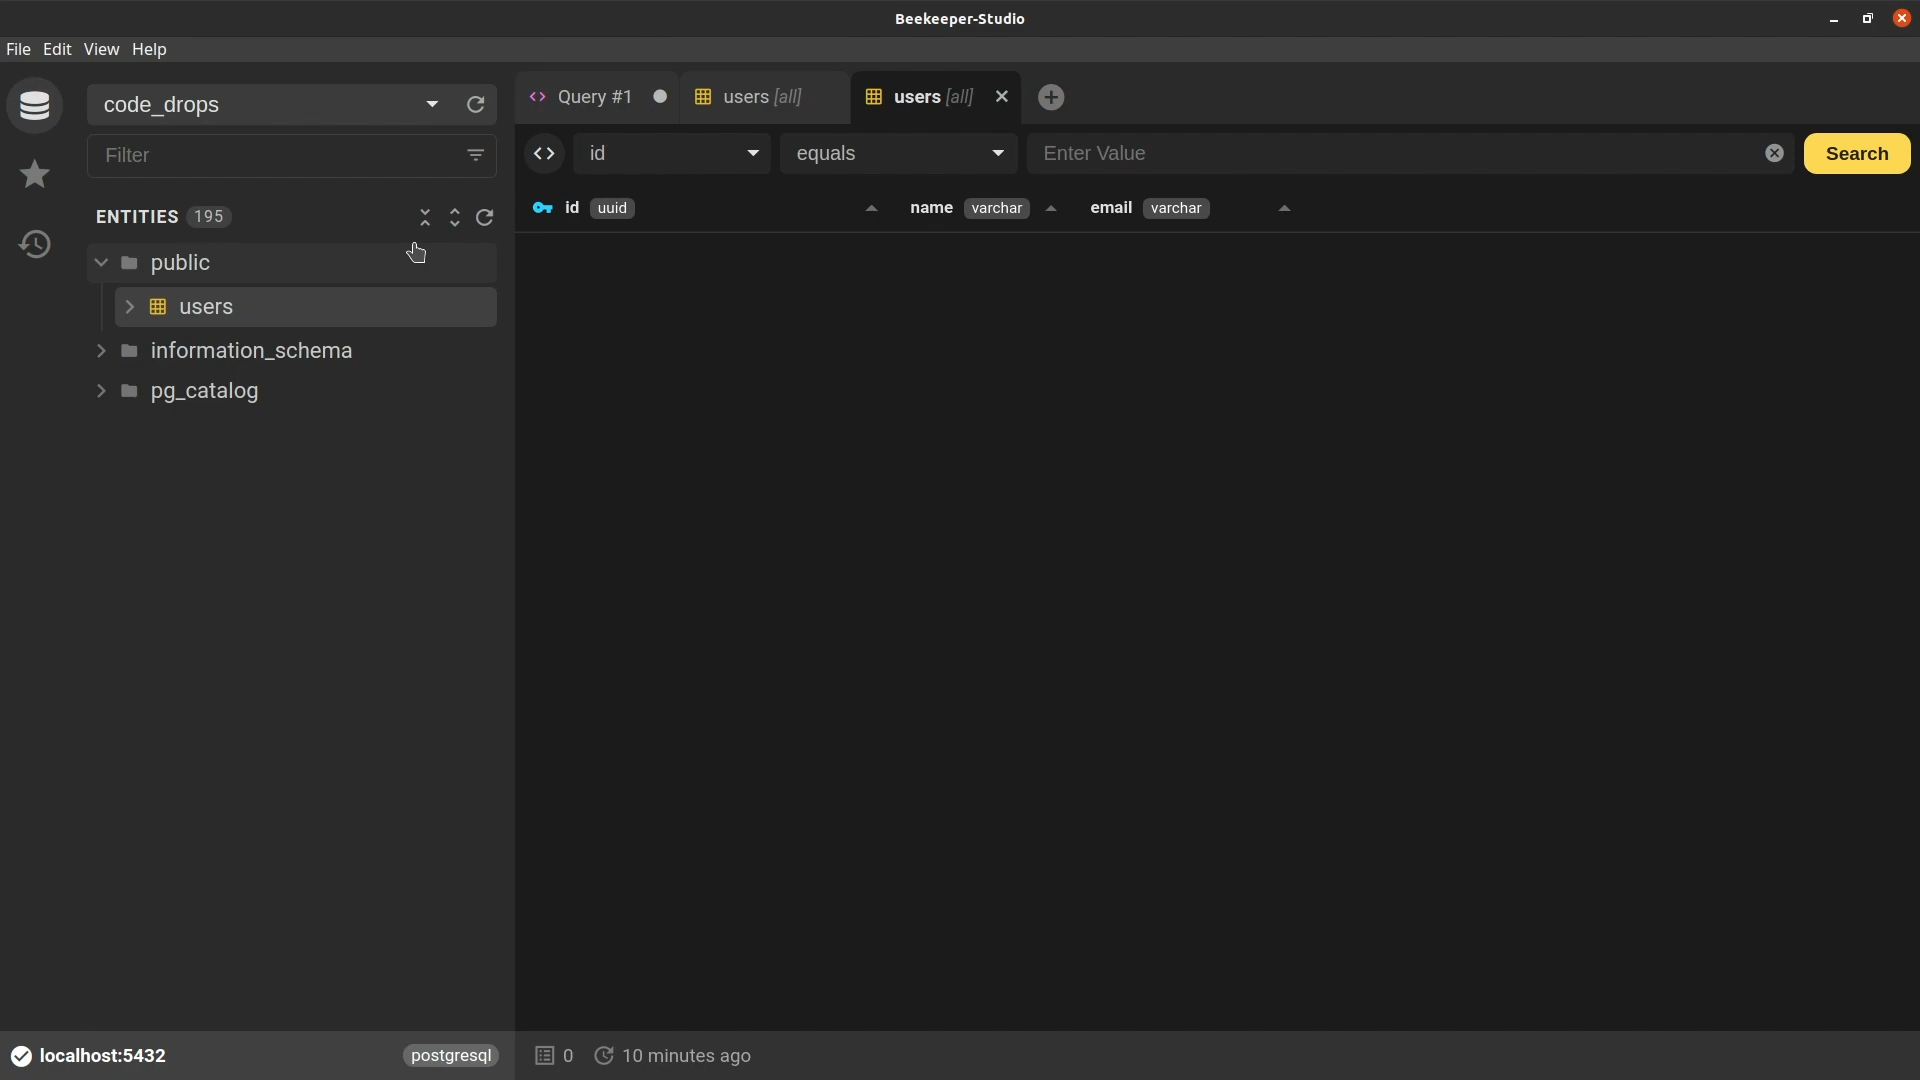 Beekeeper-Studio
File Edit View Help
code_drops
Filter
ENTITIES 195
public
users
information_schema
pg_catalog
localhost:5432 postgresql
Query #1 users [all] users [all]
id equals Enter Value Search
id uuid name varchar email varchar
0 10 minutes ago